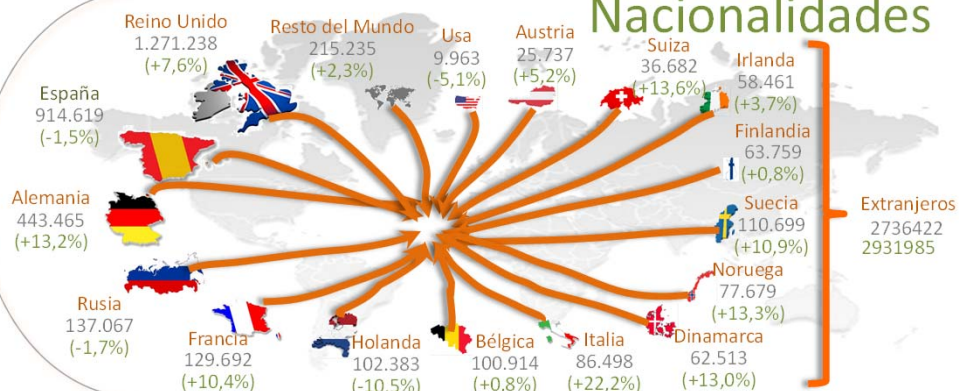 Nacionalidades
Reino Unido
1.271.238
(+7,6%)
Resto del Mundo
215.235
(+2,3%)
Usa
9.963
(-5,1%)
Austria
25.737
(+5,2%)
Suiza
36.682
(+13,6%)
Irlanda
58.461
(+3,7%)
España
914.619
(-1,5%)
Finlandia
63.759
(+0,8%)
Alemania
443.465
(+13,2%)
Suecia
110.699
(+10,9%)
Extranjeros
2736422
2931985
Rusia
137.067
(-1,7%)
Francia
129.692
(+10,4%)
Holanda
102.383
(-10,5%)
Bélgica
100.914
(+0,8%)
Italia
86.498
(+22,2%)
Dinamarca
62.513
(+13,0%)
Noruega
77.679
(+13,3%)